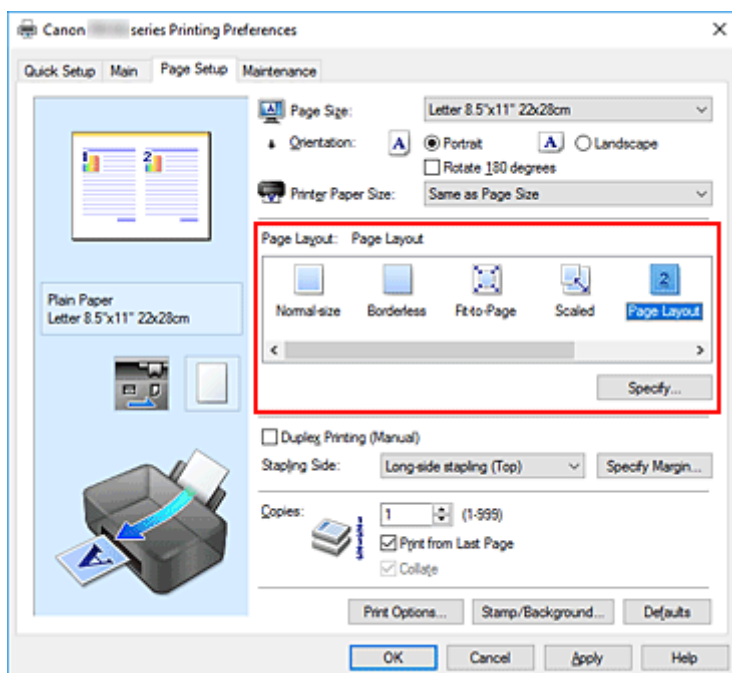 Canon series Printing Preferences
Quick Setup Main Page Setup Maintenance
1 2
Plain Paper
Letter 8.5"x11" 22x28cm
Page Size: Letter 8.5"x11" 22x28cm
Orientation: A Portrait A Landscape
Rotate 180 degrees
Printer Paper Size: Same as Page Size
Page Layout: Page Layout
2
Normal-size Borderless Fit-to-Page Scaled Page Layout
Specify...
Duplex Printing (Manual)
Stapling Side: Long-side stapling (Top) Specify Margin...
Copies: 1 (1-999)
Print from Last Page
Collate
A
Print Options... Stamp/Background... Defaults
OK Cancel Apply Help